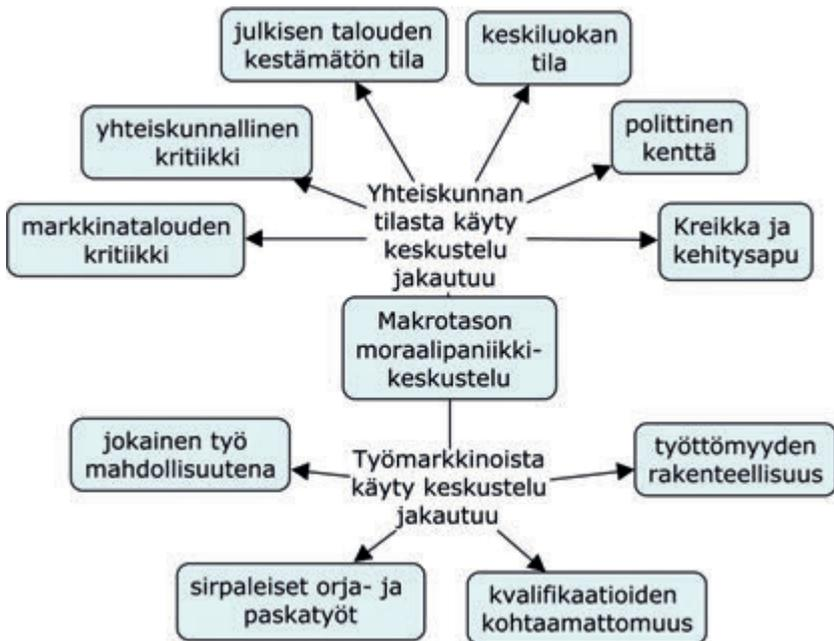 julkisen talouden
kestämätön tila
keskiluokan
tila
yhteiskunnallinen
kritiikki
polittinen
kenttä
markkinatalouden
kritiikki
Yhteiskunnan
tilasta käyty
keskustelu
jakautuu
Kreikka ja
kehitysapu
Makrotason
moraalipaniikki-
keskustelu
jokainen työ
mahdollisuutena
Työmarkkinoista
käyty keskustelu
jakautuu
työttömyyden
rakenteellisuus
sirpaleiset orja- ja
paskatyöt
kvalifikaatioiden
kohtaamattomuus